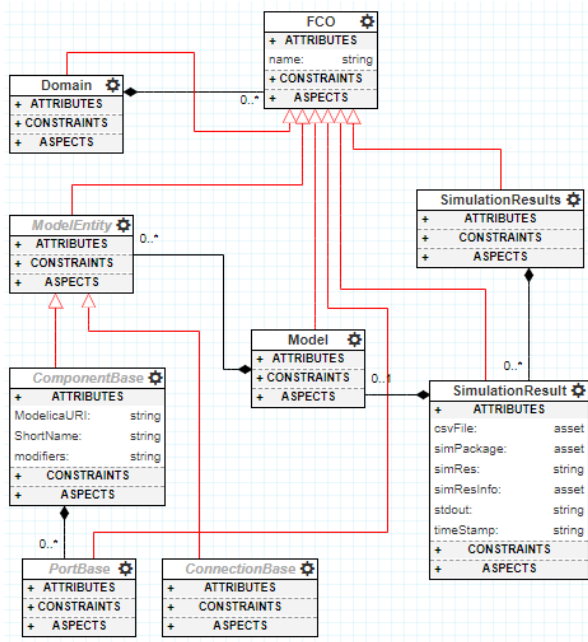 FCO
+ ATTRIBUTES
name: string
+ CONSTRAINTS
+ ASPECTS
Domain
+ ATTRIBUTES
+ CONSTRAINTS
+ ASPECTS
0..*
SimulationResults
+ ATTRIBUTES
+ CONSTRAINTS
+ ASPECTS
ModelEntity
+ ATTRIBUTES
+ CONSTRAINTS
+ ASPECTS
0..*
Model
+ ATTRIBUTES
+ CONSTRAINTS
+ ASPECTS
0..1
0..*
ComponentBase
+ ATTRIBUTES
ModelicaURI: string
ShortName: string
modifiers: string
+ CONSTRAINTS
+ ASPECTS
SimulationResult
+ ATTRIBUTES
csvFile: asset
simPackage: asset
simRes: string
simResInfo: asset
stdout: string
timeStamp: string
+ CONSTRAINTS
+ ASPECTS
0..*
PortBase
+ ATTRIBUTES
+ CONSTRAINTS
+ ASPECTS
ConnectionBase
+ ATTRIBUTES
+ CONSTRAINTS
+ ASPECTS